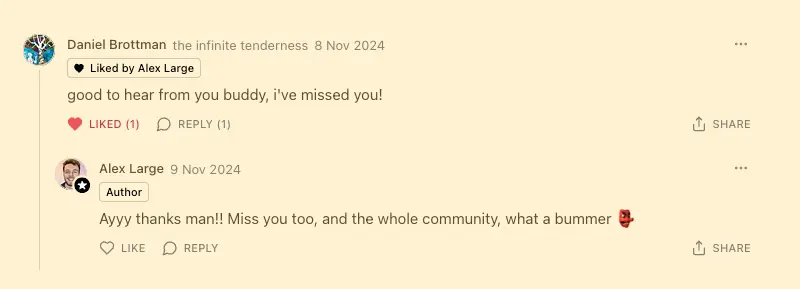 Daniel Brottman the infinite tenderness 8 Nov 2024
Liked by Alex Large
good to hear from you buddy, i've missed you!
LIKED (1) REPLY (1) SHARE
Alex Large 9 Nov 2024
Author
Ayyy thanks man!! Miss you too, and the whole community, what a bummer 👺
LIKE REPLY SHARE